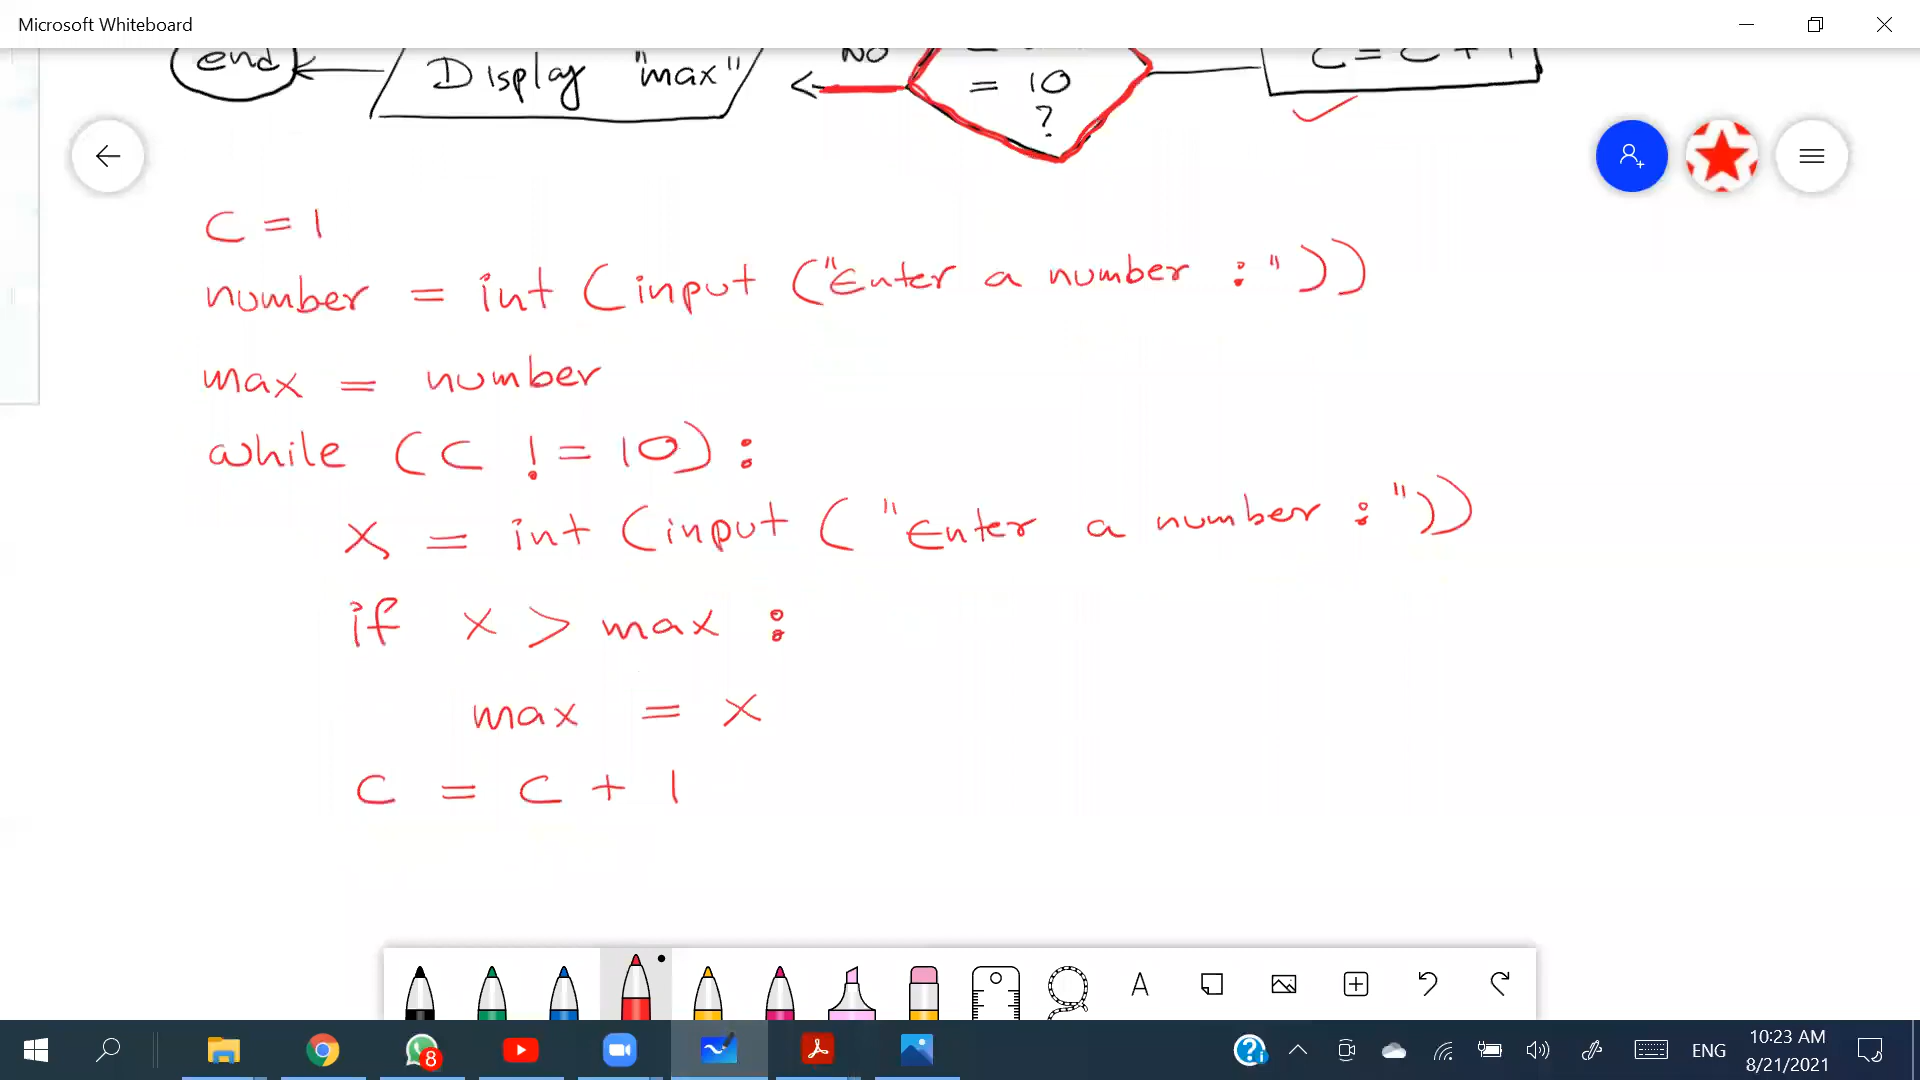 Microsoft Whiteboard
end
Display "max"
NO
= 10
?
C = C + 1
C = 1
number = int (input ("Enter a number :"))
max = number
while (C != 10) :
X = int (input ("Enter a number :"))
if x > max :
max = x
C = C + 1
A
8
ENG
10:23 AM
8/21/2021